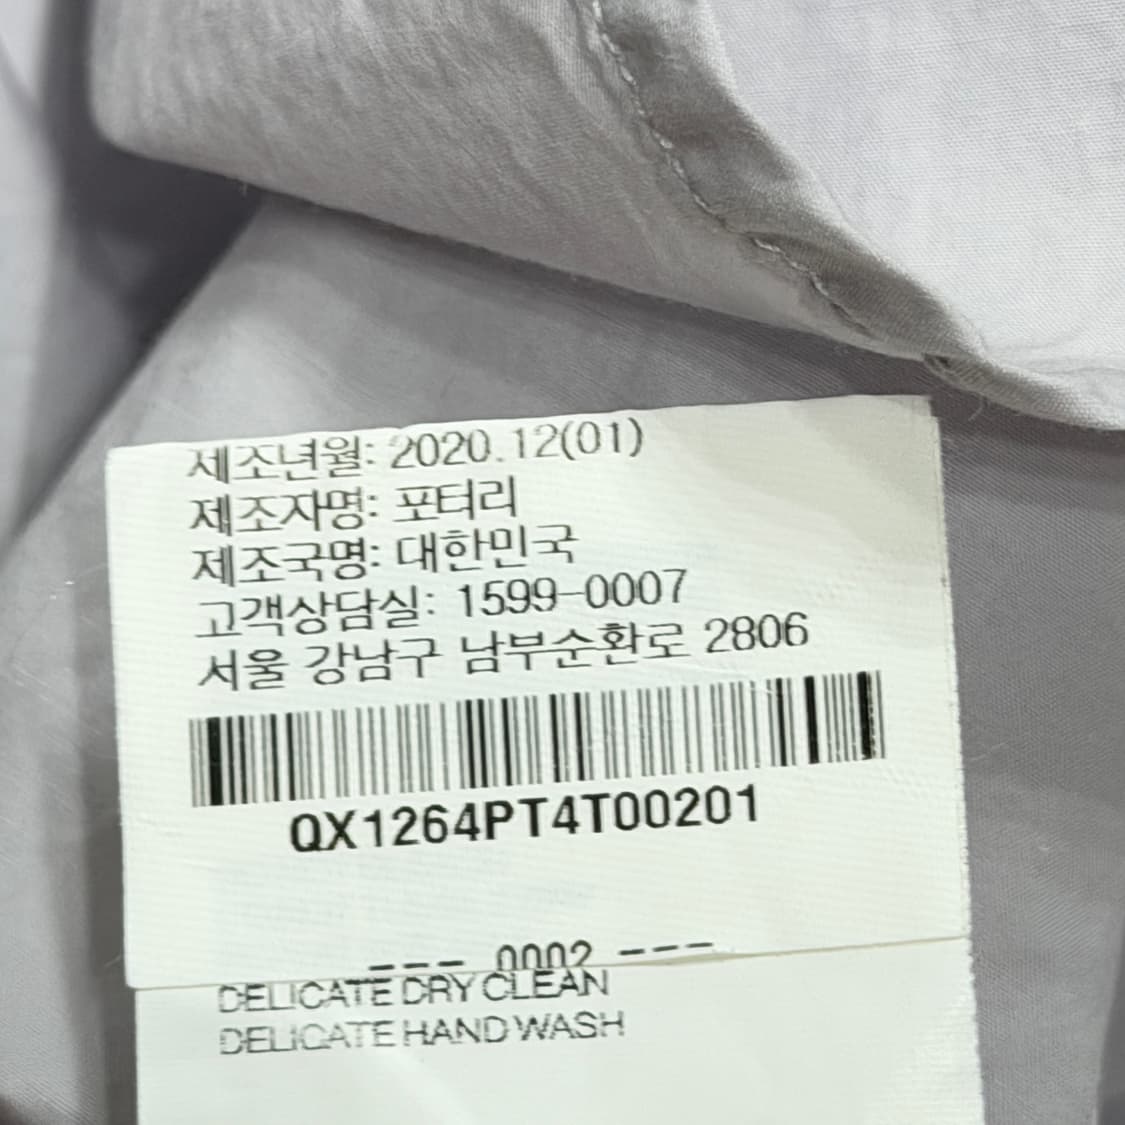 제조년월: 2020.12(01)
제조자명: 포터리
제조국명: 대한민국
고객상담실: 1599-0007
서울 강남구 남부순환로 2806
QX1264PT4T00201
--- 0002 ---
DELICATE DRY CLEAN
DELICATE HAND WASH